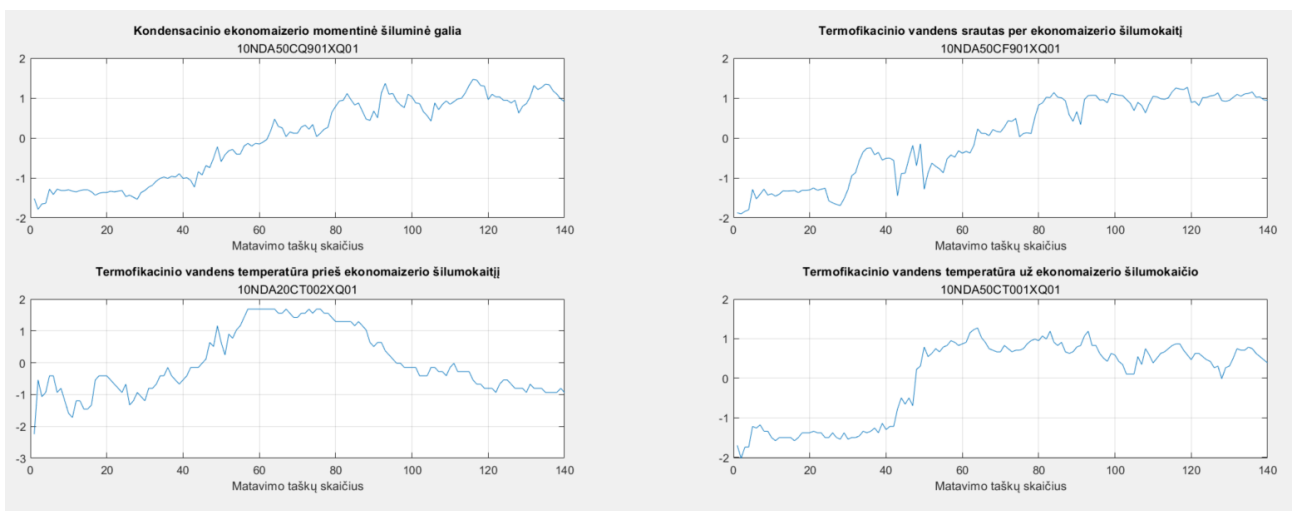 Kondensacinio ekonomaizerio momentinė šiluminė galia
10NDA50CQ901XQ01
2
1
0
-1
-2
0 20 40 60 80 100 120 140
Matavimo taškų skaičius
Termofikacinio vandens srautas per ekonomaizerio šilumokaitį
10NDA50CF901XQ01
2
1
0
-1
-2
0 20 40 60 80 100 120 140
Matavimo taškų skaičius
Termofikacinio vandens temperatūra prieš ekonomaizerio šilumokaitįį
10NDA20CT002XQ01
2
1
0
-1
-2
-3
0 20 40 60 80 100 120 140
Matavimo taškų skaičius
Termofikacinio vandens temperatūra už ekonomaizerio šilumokaičio
10NDA50CT001XQ01
2
1
0
-1
-2
0 20 40 60 80 100 120 140
Matavimo taškų skaičius